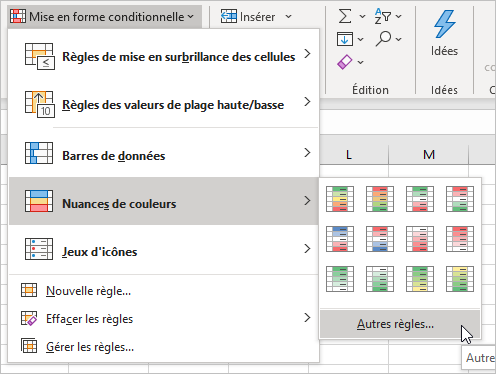 Mise en forme conditionnelle
Insérer
Règles de mise en surbrillance des cellules
Règles des valeurs de plage haute/basse
10
Barres de données
Nuances de couleurs
Jeux d'icônes
Nouvelle règle...
Effacer les règles
Gérer les règles...
Édition
Idées
Idées
L
M
Autres règles...
Autre